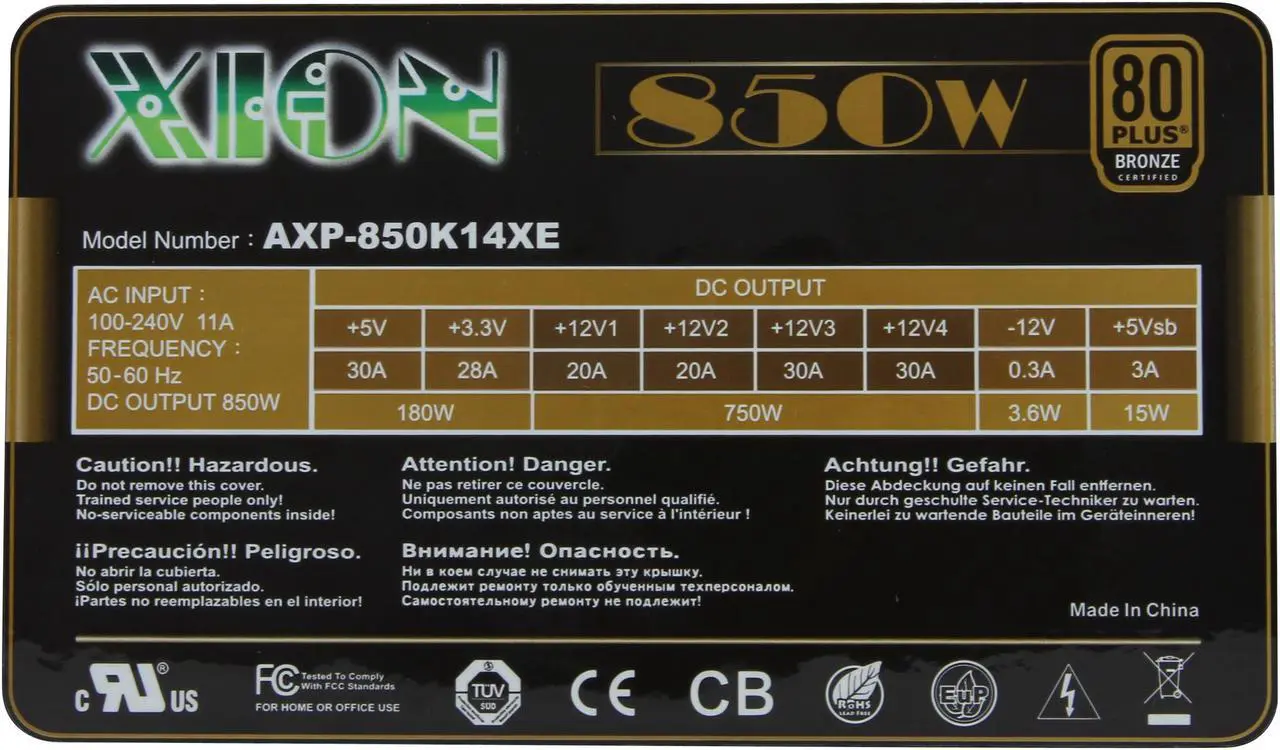 XION
850W
80
PLUS®
BRONZE
CERTIFIED
Model Number : AXP-850K14XE
AC INPUT :
100-240V 11A
FREQUENCY :
50-60 Hz
DC OUTPUT 850W
DC OUTPUT
+5V +3.3V +12V1 +12V2 +12V3 +12V4 -12V +5Vsb
30A 28A 20A 20A 30A 30A 0.3A 3A
180W 750W 3.6W 15W
Caution!! Hazardous.
Do not remove this cover.
Trained service people only!
No-serviceable components inside!
Attention! Danger.
Ne pas retirer ce couvercle.
Uniquement autorisé au personnel qualifié.
Composants non aptes au service à l'intérieur !
Achtung!! Gefahr.
Diese Abdeckung auf keinen Fall entfernen.
Nur durch geschulte Service-Techniker zu warten.
Keinerlei zu wartende Bauteile im Geräteinneren!
¡¡Precaución!! Peligroso.
No abrir la cubierta.
Sólo personal autorizado.
¡Partes no reemplazables en el interior!
Внимание! Опасность.
Ни в коем случае не снимать эту крышку.
Подлежит ремонту только обученным техперсоналом.
Самостоятельному ремонту не подлежит!
Made In China
c RU® US
FC Tested To Comply
With FCC Standards
FOR HOME OR OFFICE USE
TÜV
SÜD
CE
CB
RoHS
LEAD FREE
EUP